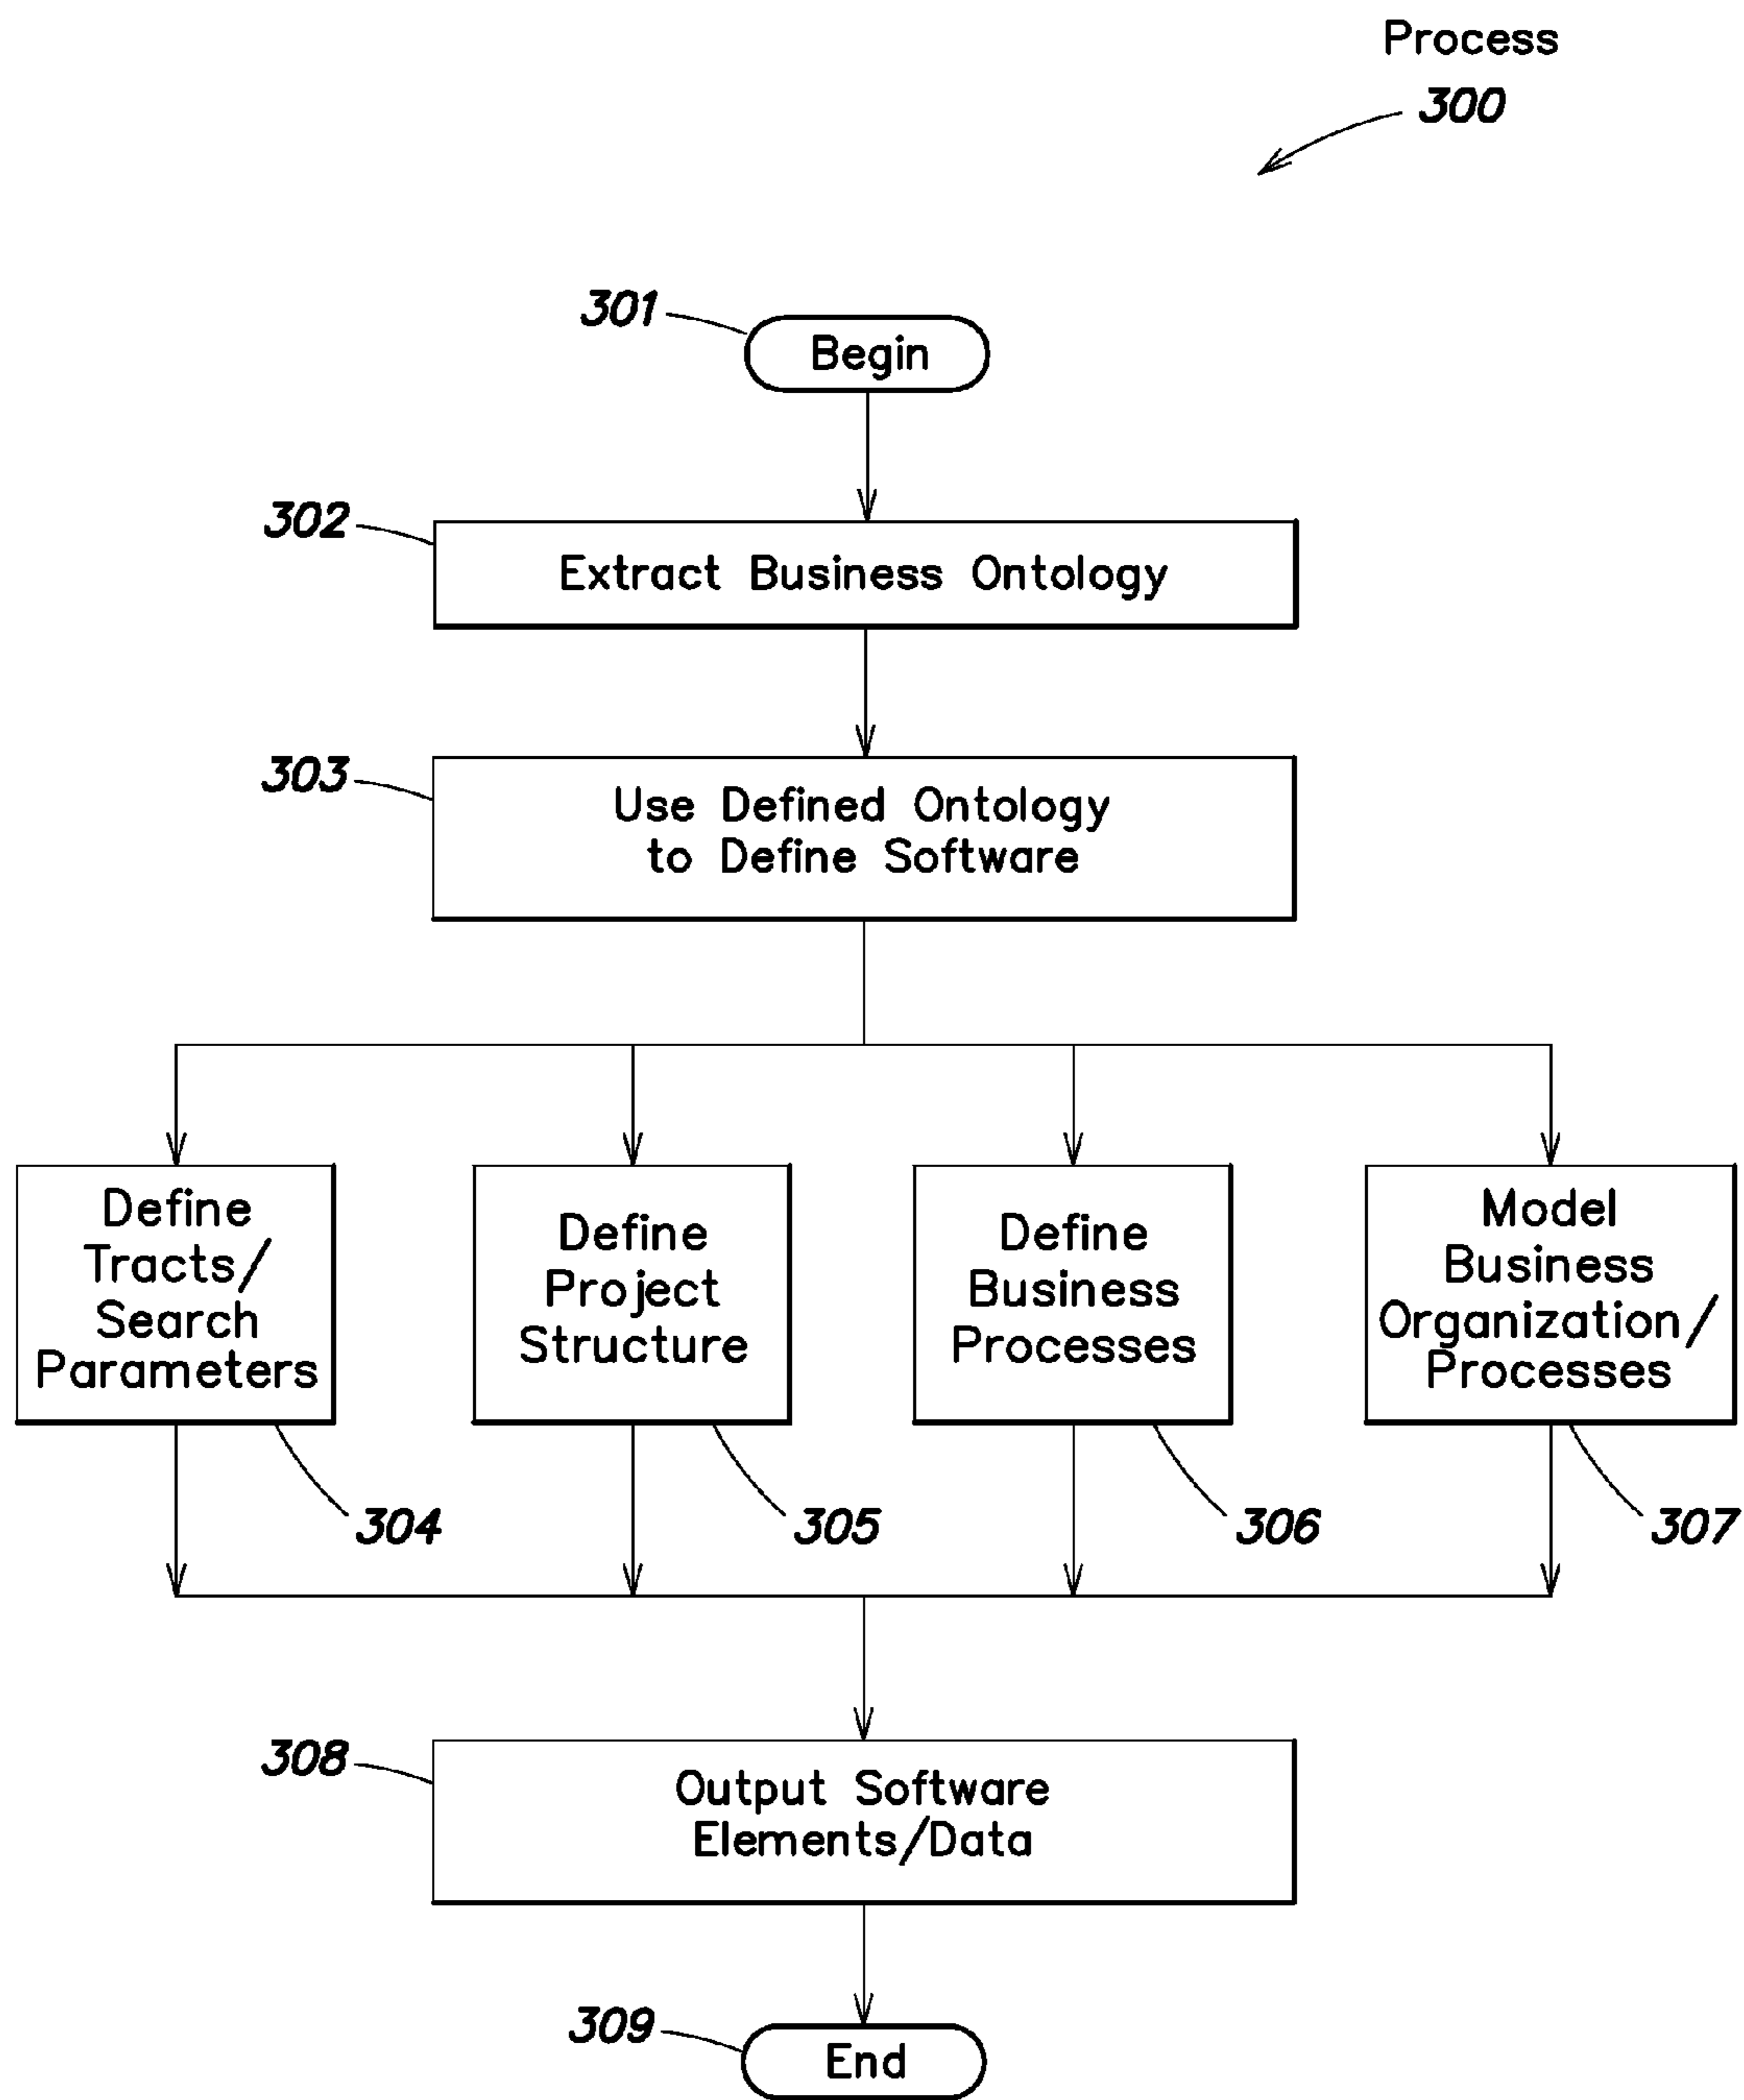 Process
300
301
Begin
302
Extract Business Ontology
303
Use Defined Ontology
to Define Software
Define
Tracts/
Search
Parameters
Define
Project
Structure
Define
Business
Processes
Model
Business
Organization/
Processes
304
305
306
307
308
Output Software
Elements/Data
309
End